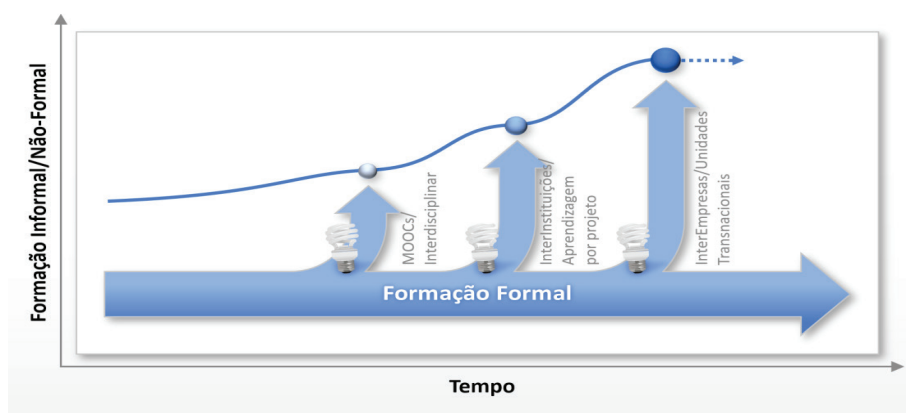 Formação Informal/Não-Formal
MOOCs/
Interdisciplinar
InterInstituições/
Aprendizagem
por projeto
InterEmpresas/Unidades
Transnacionais
Formação Formal
Tempo